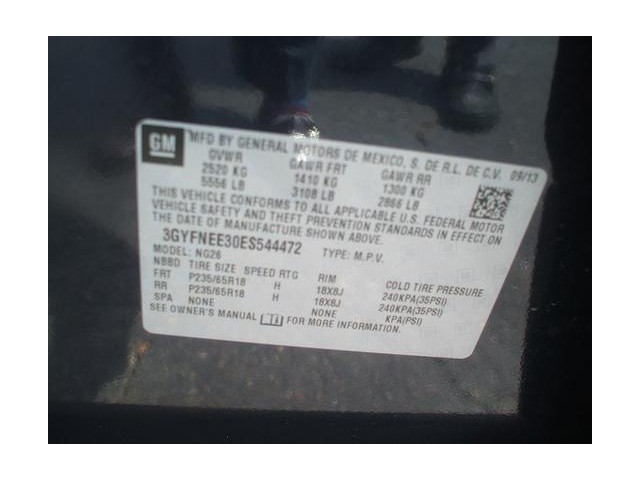 GM MFD BY GENERAL MOTORS DE MEXICO, S. DE R.L. DE C.V. 09/13
GVWR GAWR FRT GAWR RR
2520 KG 1410 KG 1300 KG
5556 LB 3108 LB 2866 LB
THIS VEHICLE CONFORMS TO ALL APPLICABLE U.S. FEDERAL MOTOR
VEHICLE SAFETY AND THEFT PREVENTION STANDARDS IN EFFECT ON
THE DATE OF MANUFACTURE SHOWN ABOVE.
3GYFNEE30ES544472 TYPE: M.P.V.
MODEL: NG26
NBBD TIRE SIZE SPEED RTG RIM COLD TIRE PRESSURE
FRT P235/65R18 H 18X8J 240KPA(35PSI)
RR P235/65R18 H 18X8J 240KPA(35PSI)
SPA NONE NONE KPA(PSI)
SEE OWNER'S MANUAL FOR MORE INFORMATION.